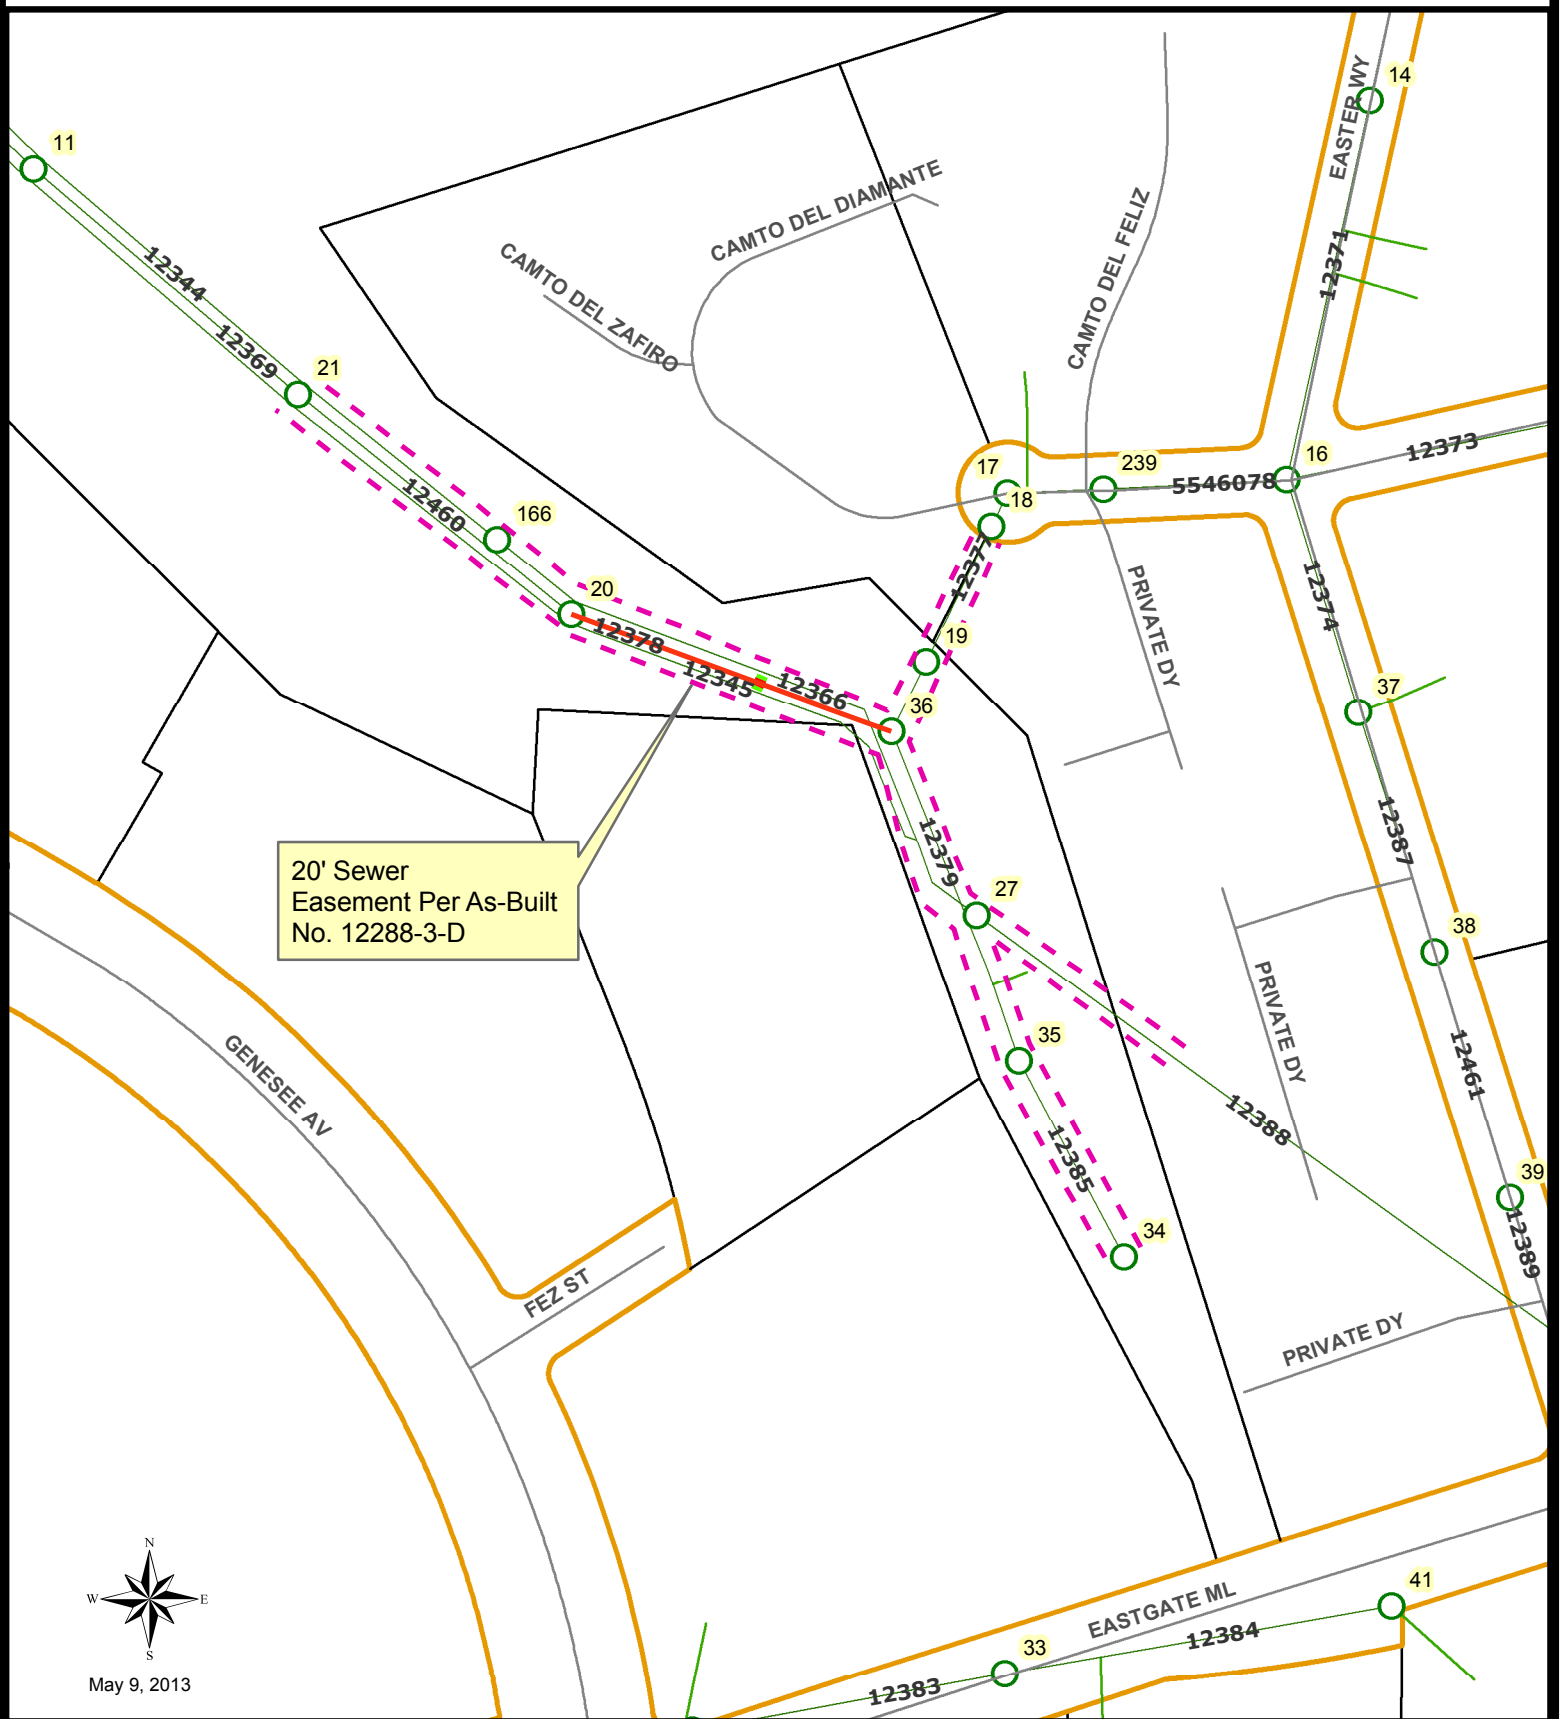 14
EASTER WY
11
CAMTO DEL DIAMANTE
CAMTO DEL FELIZ
12371
12344
CAMTO DEL ZAFIRO
12369
21
12373
16
239
17
5546078
18
12460
166
12377
20
12374
PRIVATE DY
12378
19
12345
12366
36
37
12379
12387
20' Sewer
Easement Per As-Built
No. 12288-3-D
27
38
PRIVATE DY
35
12461
GENESEE AV
12388
12385
39
34
12389
FEZ ST
PRIVATE DY
N
W
E
S
41
EASTGATE ML
12384
33
12383
May 9, 2013